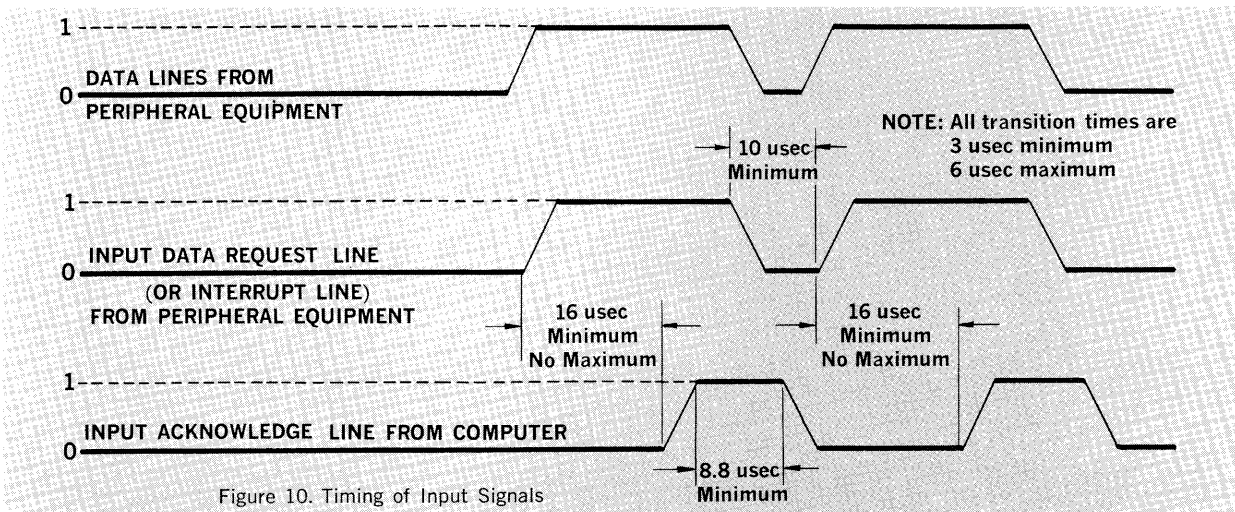 1
0
DATA LINES FROM
PERIPHERAL EQUIPMENT
NOTE: All transition times are
3 usec minimum
6 usec maximum
10 usec
Minimum
1
0
INPUT DATA REQUEST LINE
(OR INTERRUPT LINE)
FROM PERIPHERAL EQUIPMENT
16 usec
Minimum
No Maximum
16 usec
Minimum
No Maximum
1
0
INPUT ACKNOWLEDGE LINE FROM COMPUTER
8.8 usec
Minimum
Figure 10. Timing of Input Signals